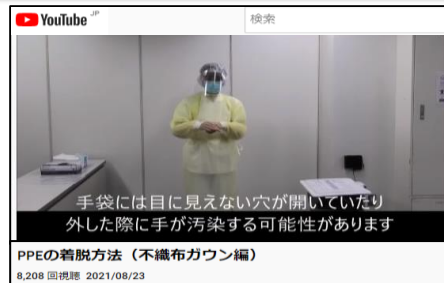 YouTube JP
検索
手袋には目に見えない穴が開いていたり
外した際に手が汚染する可能性があります
PPEの着脱方法（不織布ガウン編）
8,208 回視聴 2021/08/23